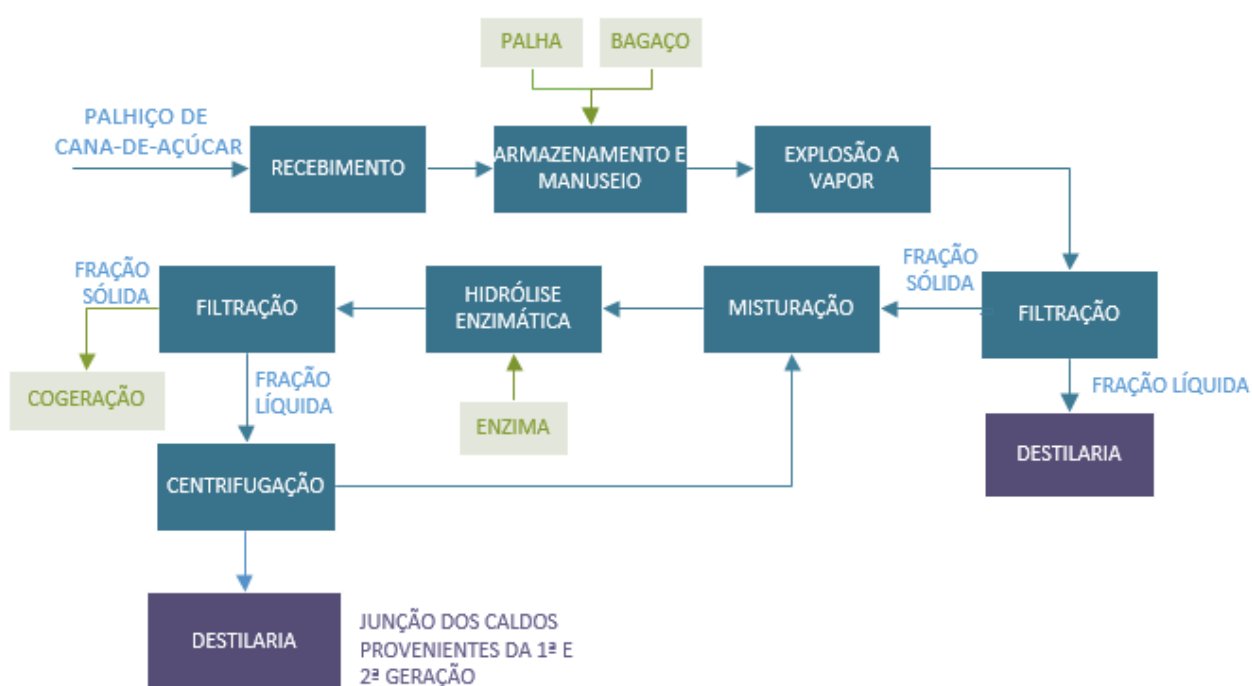 PALHA
BAGAÇO
PALHIÇO DE
CANA-DE-AÇÚCAR
RECEBIMENTO
ARMAZENAMENTO E
MANUSEIO
EXPLOSÃO A
VAPOR
FRAÇÃO
SÓLIDA
FILTRAÇÃO
HIDRÓLISE
ENZIMÁTICA
MISTURAÇÃO
FRAÇÃO
SÓLIDA
FILTRAÇÃO
COGERAÇÃO
FRAÇÃO
LÍQUIDA
ENZIMA
FRAÇÃO LÍQUIDA
DESTILARIA
CENTRIFUGAÇÃO
DESTILARIA
JUNÇÃO DOS CALDOS
PROVENIENTES DA 1ª E
2ª GERAÇÃO